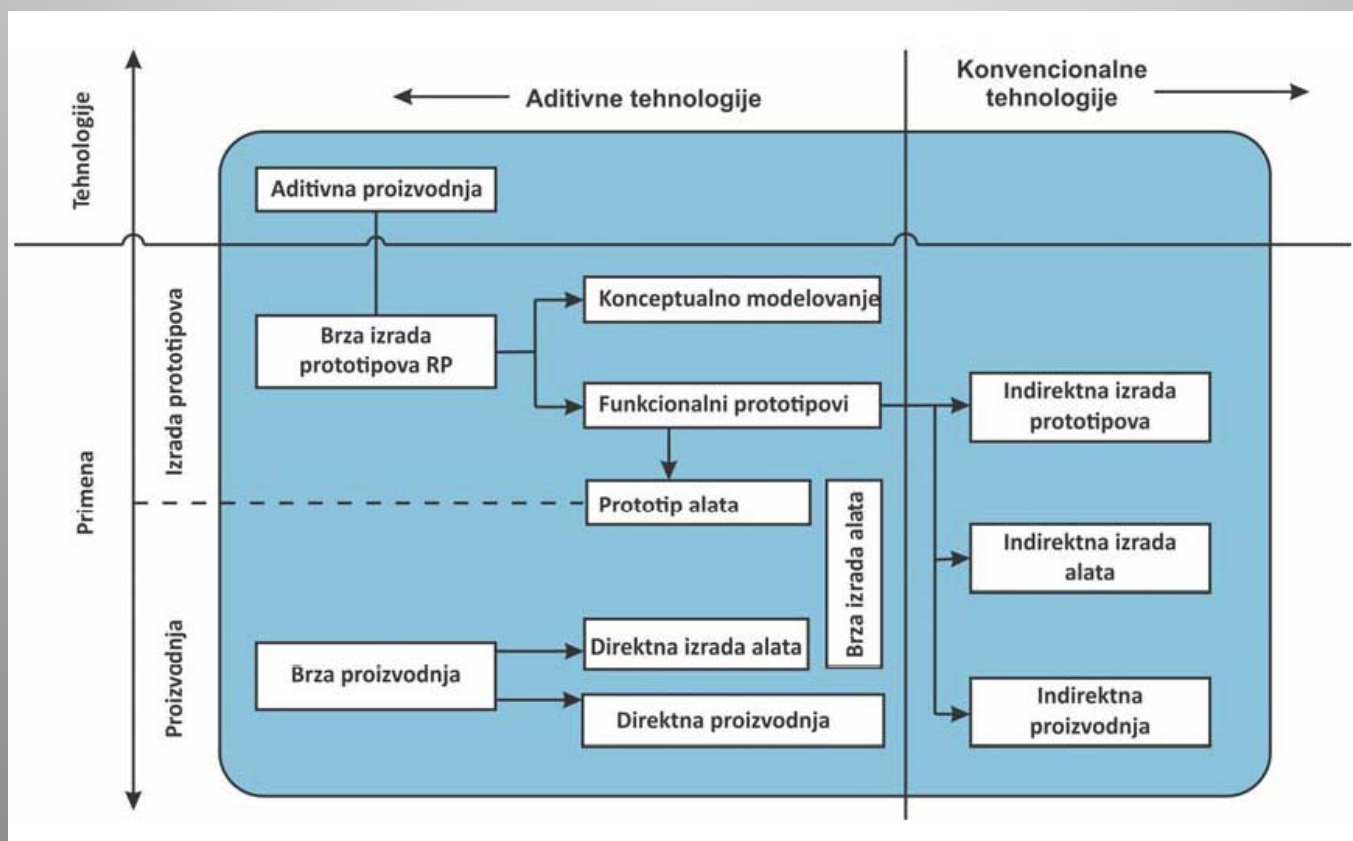 Konvencionalne
tehnologije
Aditivne tehnologije
Tehnologije
Aditivna proizvodnja
Primena
Izrada prototipova
Konceptualno modelovanje
Brza izrada
prototipova RP
Funkcionalni prototipovi
Indirektna izrada
prototipova
Prototip alata
Brza izrada alata
Indirektna izrada
alata
Proizvodnja
Brza proizvodnja
Direktna izrada alata
Direktna proizvodnja
Indirektna
proizvodnja